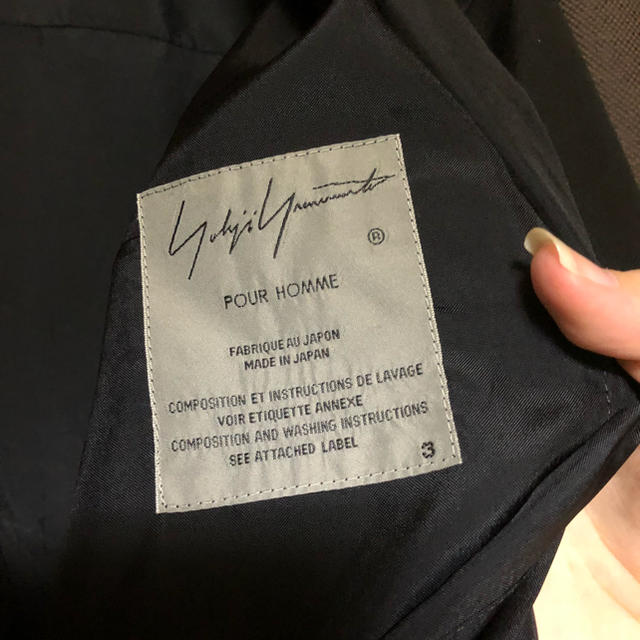 Yohji Yamamoto
®
POUR HOMME
FABRIQUE AU JAPON
MADE IN JAPAN
COMPOSITION ET INSTRUCTIONS DE LAVAGE
VOIR ETIQUETTE ANNEXE
COMPOSITION AND WASHING INSTRUCTIONS
SEE ATTACHED LABEL
3